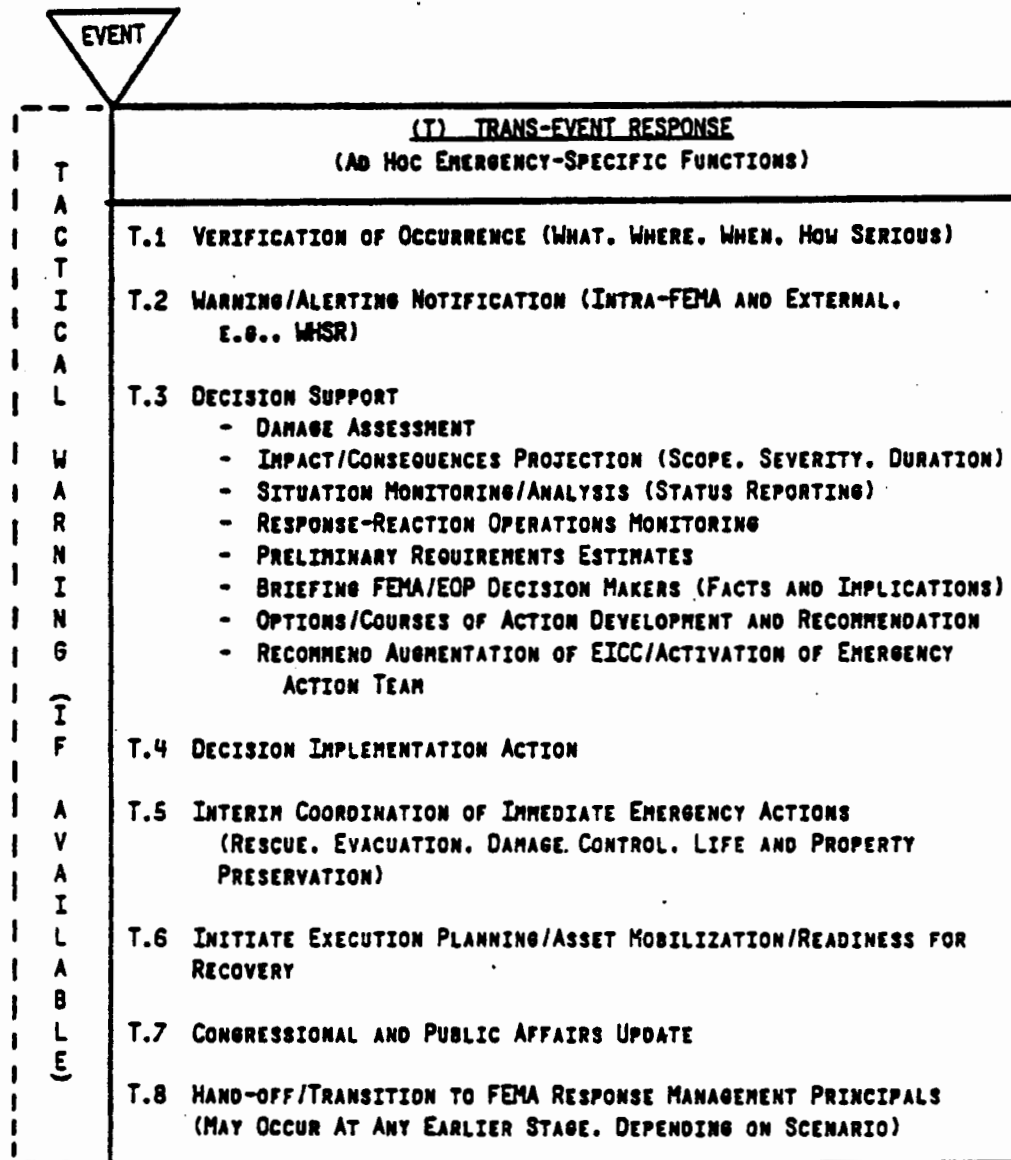 EVENT
(T) TRANS-EVENT RESPONSE
(AD HOC EMERGENCY-SPECIFIC FUNCTIONS)
TACTICAL WARNING (IF AVAILABLE)
T.1 VERIFICATION OF OCCURRENCE (WHAT, WHERE, WHEN, HOW SERIOUS)
T.2 WARNING/ALERTING NOTIFICATION (INTRA-FEMA AND EXTERNAL,
E.G., WHSR)
T.3 DECISION SUPPORT
- DAMAGE ASSESSMENT
- IMPACT/CONSEQUENCES PROJECTION (SCOPE, SEVERITY, DURATION)
- SITUATION MONITORING/ANALYSIS (STATUS REPORTING)
- RESPONSE-REACTION OPERATIONS MONITORING
- PRELIMINARY REQUIREMENTS ESTIMATES
- BRIEFING FEMA/EOP DECISION MAKERS (FACTS AND IMPLICATIONS)
- OPTIONS/COURSES OF ACTION DEVELOPMENT AND RECOMMENDATION
- RECOMMEND AUGMENTATION OF EICC/ACTIVATION OF EMERGENCY
ACTION TEAM
T.4 DECISION IMPLEMENTATION ACTION
T.5 INTERIM COORDINATION OF IMMEDIATE EMERGENCY ACTIONS
(RESCUE, EVACUATION, DAMAGE CONTROL, LIFE AND PROPERTY
PRESERVATION)
T.6 INITIATE EXECUTION PLANNING/ASSET MOBILIZATION/READINESS FOR
RECOVERY
T.7 CONGRESSIONAL AND PUBLIC AFFAIRS UPDATE
T.8 HAND-OFF/TRANSITION TO FEMA RESPONSE MANAGEMENT PRINCIPALS
(MAY OCCUR AT ANY EARLIER STAGE, DEPENDING ON SCENARIO)